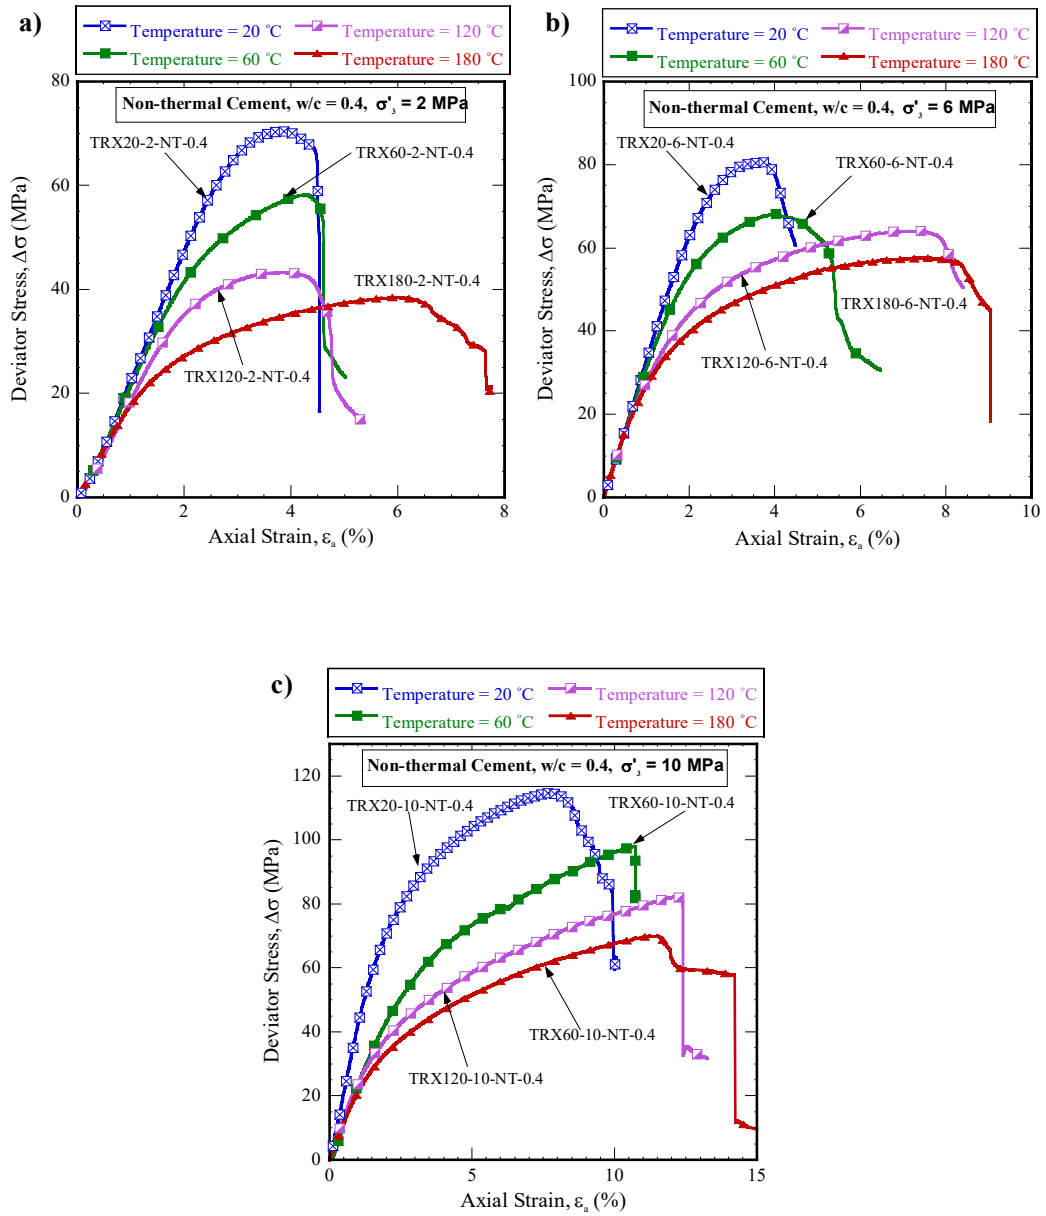 a)
Temperature = 20 °C
Temperature = 120 °C
Temperature = 60 °C
Temperature = 180 °C
Non-thermal Cement, w/c = 0.4, σ'₃ = 2 MPa
TRX20-2-NT-0.4
TRX60-2-NT-0.4
TRX180-2-NT-0.4
TRX120-2-NT-0.4
Deviator Stress, Δσ (MPa)
80
60
40
20
0
0 2 4 6 8
Axial Strain, εₐ (%)
b)
Temperature = 20 °C
Temperature = 120 °C
Temperature = 60 °C
Temperature = 180 °C
Non-thermal Cement, w/c = 0.4, σ'₃ = 6 MPa
TRX20-6-NT-0.4
TRX60-6-NT-0.4
TRX180-6-NT-0.4
TRX120-6-NT-0.4
Deviator Stress, Δσ (MPa)
100
80
60
40
20
0
0 2 4 6 8 10
Axial Strain, εₐ (%)
c)
Temperature = 20 °C
Temperature = 120 °C
Temperature = 60 °C
Temperature = 180 °C
Non-thermal Cement, w/c = 0.4, σ'₃ = 10 MPa
TRX20-10-NT-0.4
TRX60-10-NT-0.4
TRX60-10-NT-0.4
TRX120-10-NT-0.4
Deviator Stress, Δσ (MPa)
120
100
80
60
40
20
0
0 5 10 15
Axial Strain, εₐ (%)